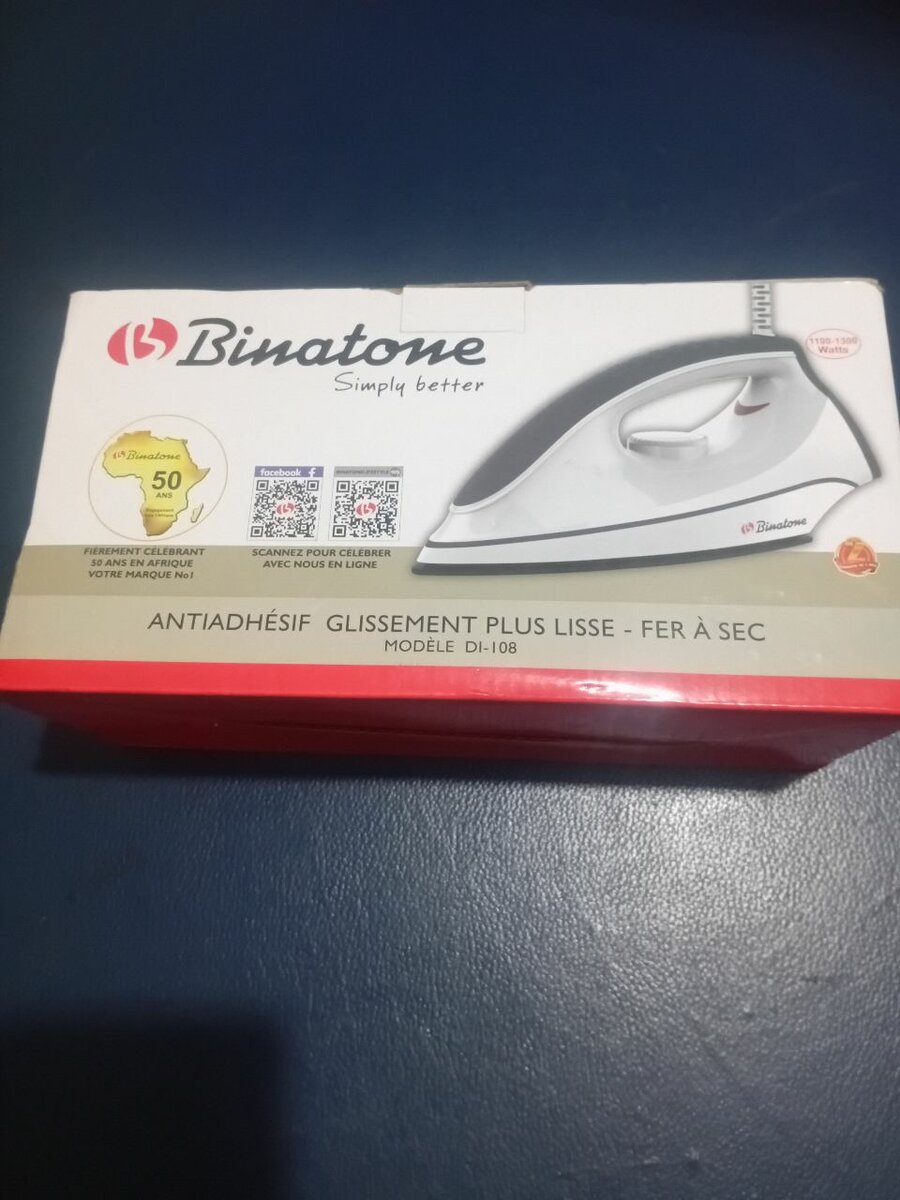 Binatone
Simply better
1100-1300
Watts
Binatone
50
ANS
facebook f
FIÈREMENT CÉLÉBRANT
50 ANS EN AFRIQUE
VOTRE MARQUE No1
SCANNEZ POUR CÉLÉBRER
AVEC NOUS EN LIGNE
Binatone
2
ANTIADHÉSIF GLISSEMENT PLUS LISSE - FER À SEC
MODÈLE DI-108